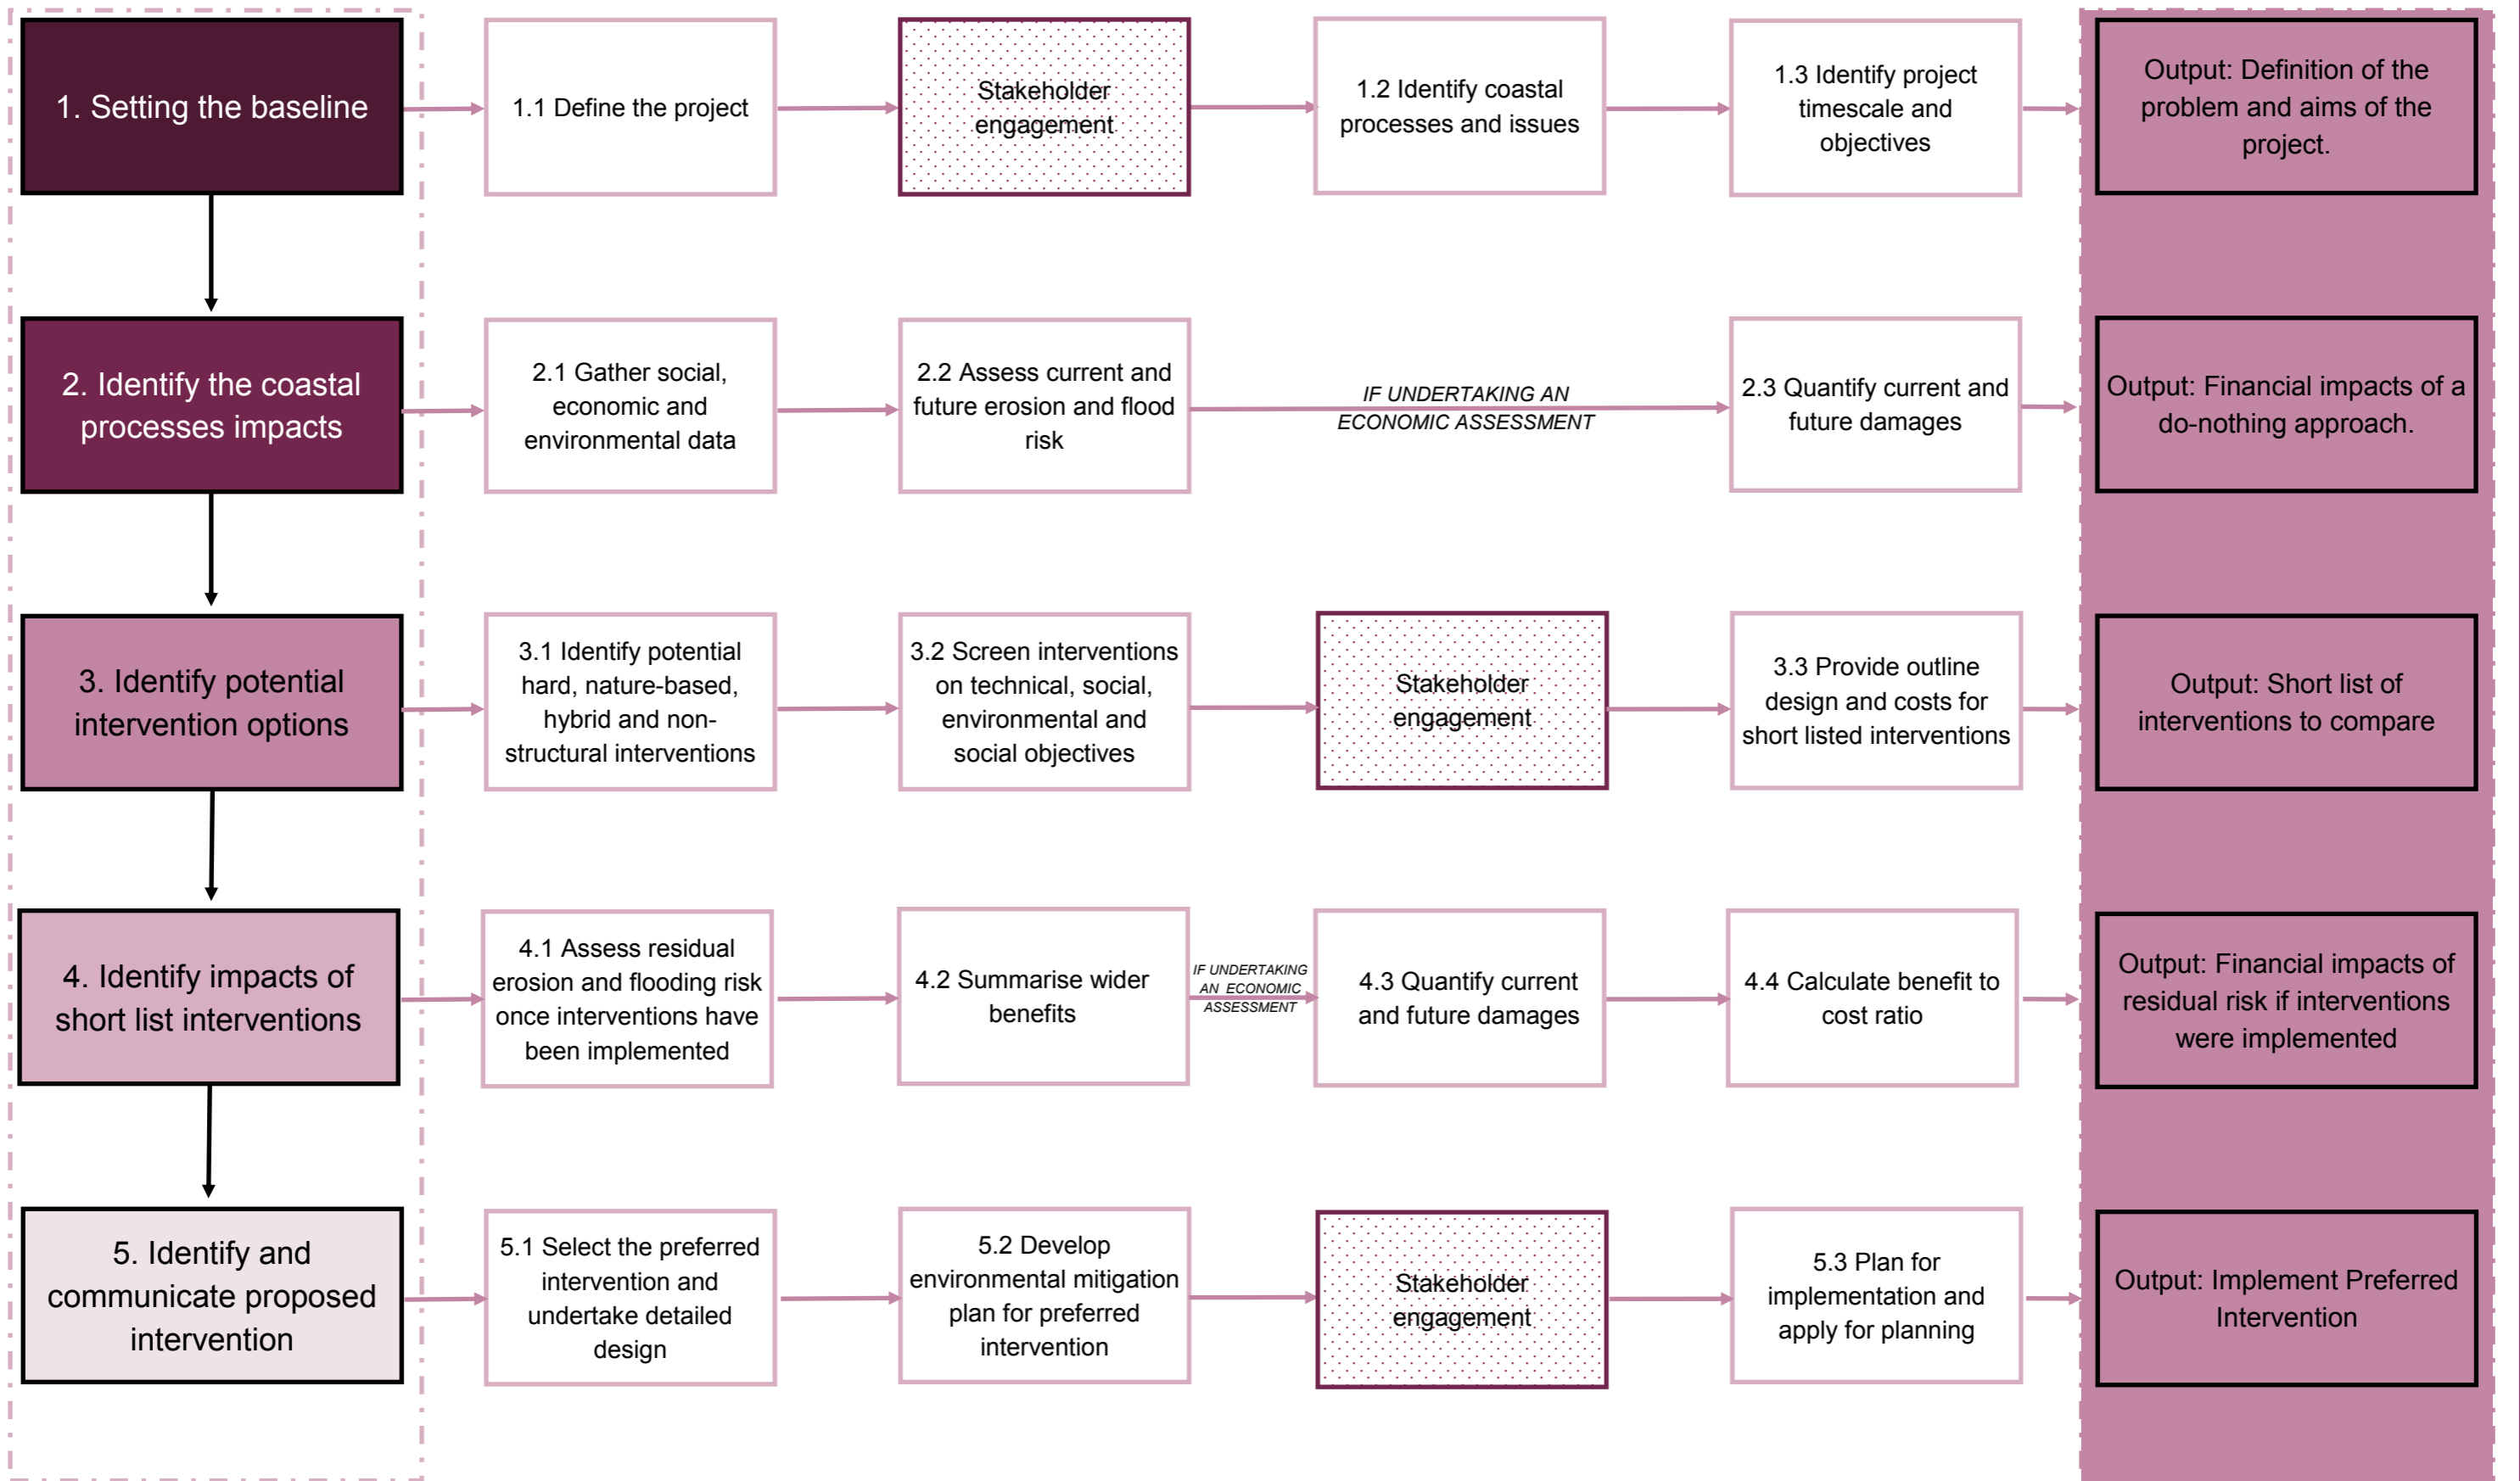 1. Setting the baseline
1.1 Define the project
Stakeholder
engagement
1.2 Identify coastal
processes and issues
1.3 Identify project
timescale and
objectives
Output: Definition of the
problem and aims of the
project.
2. Identify the coastal
processes impacts
2.1 Gather social,
economic and
environmental data
2.2 Assess current and
future erosion and flood
risk
IF UNDERTAKING AN
ECONOMIC ASSESSMENT
2.3 Quantify current and
future damages
Output: Financial impacts of a
do-nothing approach.
3. Identify potential
intervention options
3.1 Identify potential
hard, nature-based,
hybrid and non-
structural interventions
3.2 Screen interventions
on technical, social,
environmental and
social objectives
Stakeholder
engagement
3.3 Provide outline
design and costs for
short listed interventions
Output: Short list of
interventions to compare
4. Identify impacts of
short list interventions
4.1 Assess residual
erosion and flooding risk
once interventions have
been implemented
4.2 Summarise wider
benefits
IF UNDERTAKING
AN ECONOMIC
ASSESSMENT
4.3 Quantify current
and future damages
4.4 Calculate benefit to
cost ratio
Output: Financial impacts of
residual risk if interventions
were implemented
5. Identify and
communicate proposed
intervention
5.1 Select the preferred
intervention and
undertake detailed
design
5.2 Develop
environmental mitigation
plan for preferred
intervention
Stakeholder
engagement
5.3 Plan for
implementation and
apply for planning
Output: Implement Preferred
Intervention